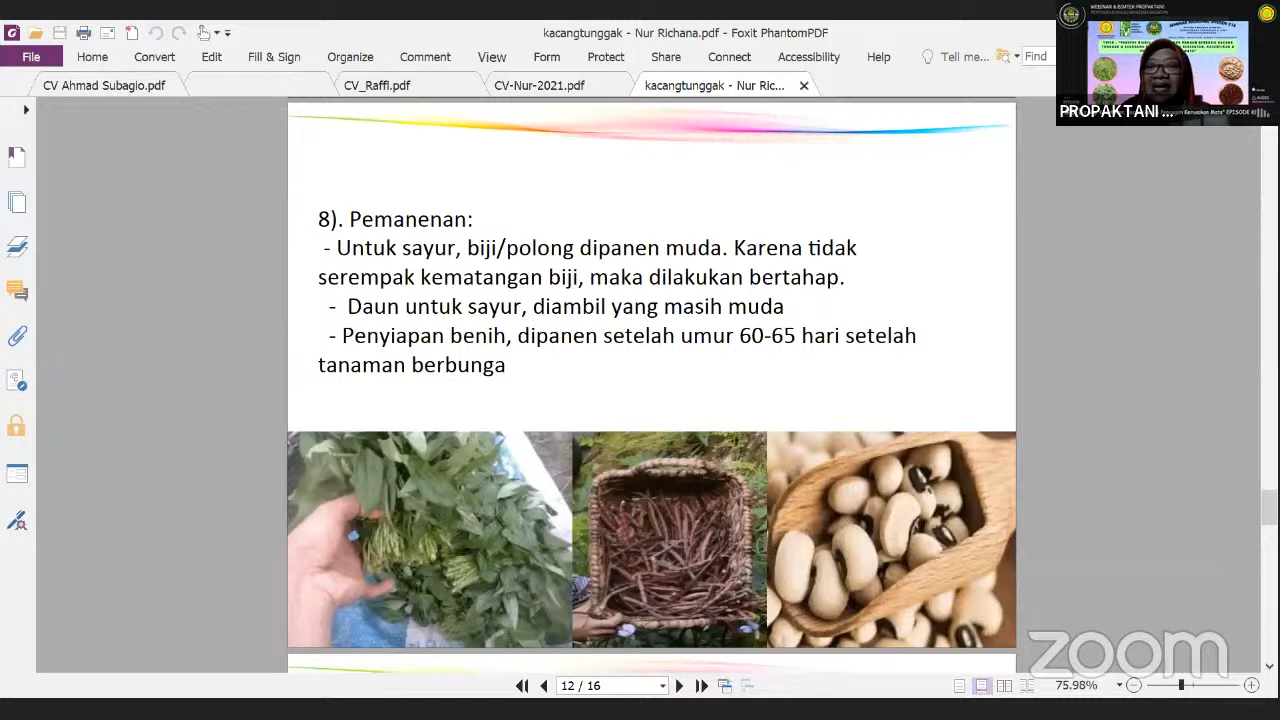 kacangtunggak - Nur Richana.pdf - Foxit PhantomPDF
File Home Convert Edit Fill & Sign Organize Comment View Form Protect Share Connect Accessibility Help Tell me... Find
CV Ahmad Subagio.pdf CV_Raffi.pdf CV-Nur-2021.pdf kacangtunggak - Nur Ric...
WEBINAR & BIMTEK PROPAKTANI
PROPAKTANI ...
8). Pemanenan:
- Untuk sayur, biji/polong dipanen muda. Karena tidak
serempak kematangan biji, maka dilakukan bertahap.
- Daun untuk sayur, diambil yang masih muda
- Penyiapan benih, dipanen setelah umur 60-65 hari setelah
tanaman berbunga
zoom
12 / 16 75.98%